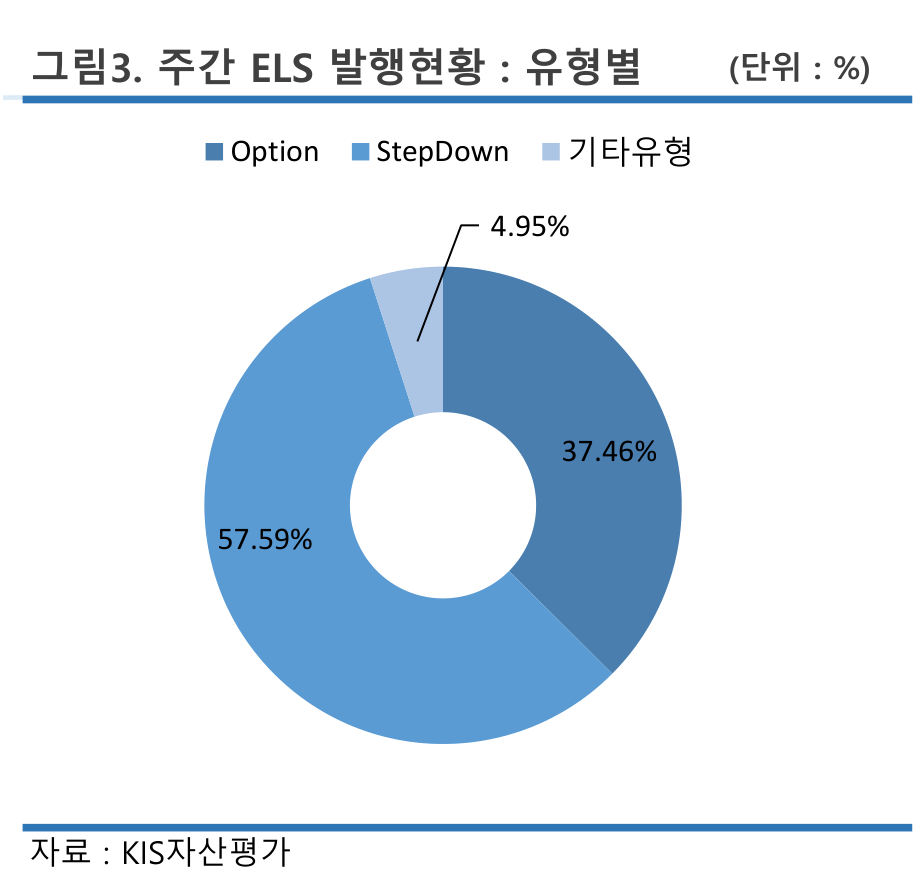 그림3. 주간 ELS 발행현황 : 유형별 (단위 : %)
Option StepDown 기타유형
4.95%
37.46%
57.59%
자료 : KIS자산평가